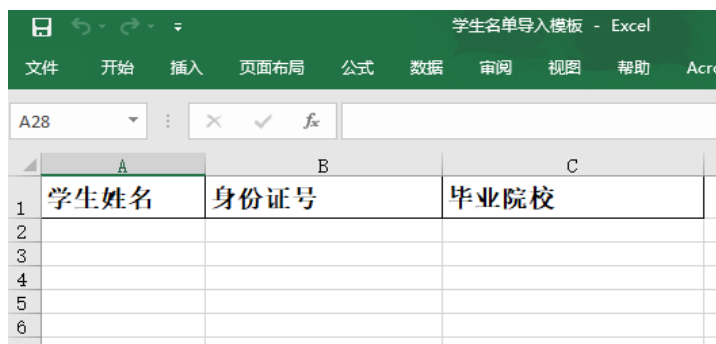 学生名单导入模板 - Excel
文件 开始 插入 页面布局 公式 数据 审阅 视图 帮助
A28 fx
A B C
1 学生姓名 身份证号 毕业院校
2
3
4
5
6